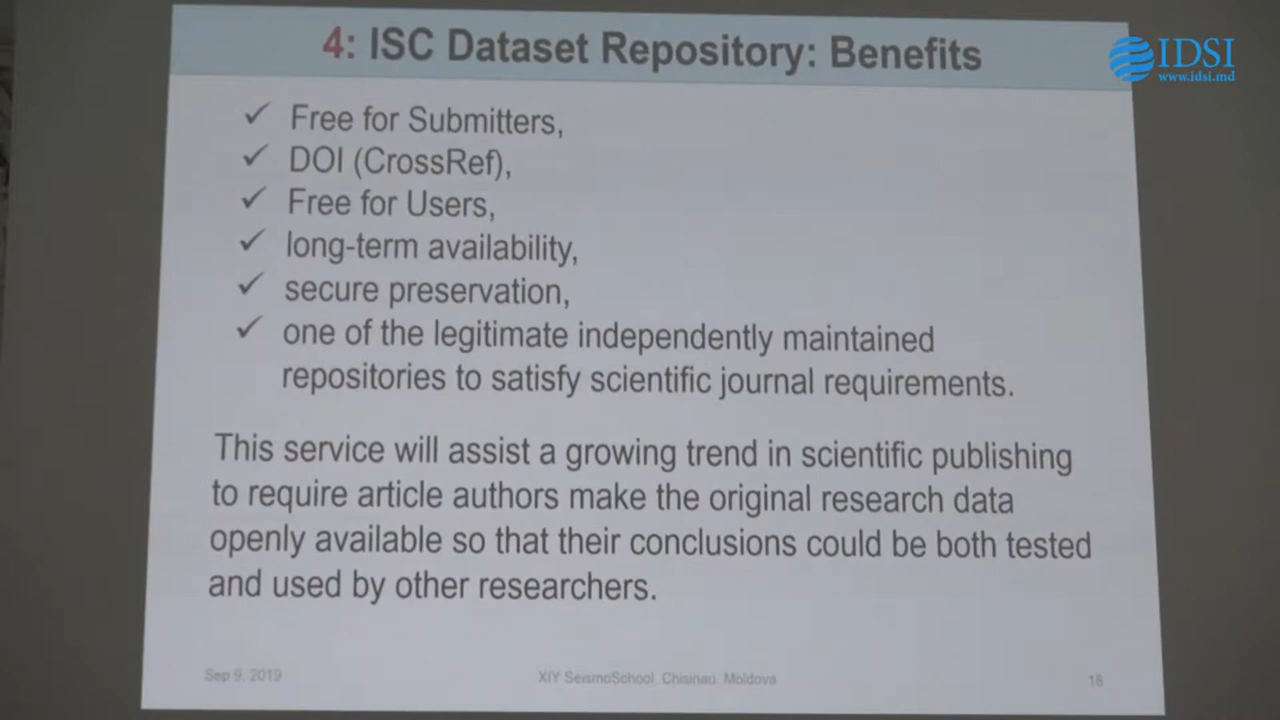 4: ISC Dataset Repository: Benefits
IDSI
www.idsi.md
✓ Free for Submitters,
✓ DOI (CrossRef),
✓ Free for Users,
✓ long-term availability,
✓ secure preservation,
✓ one of the legitimate independently maintained
repositories to satisfy scientific journal requirements.
This service will assist a growing trend in scientific publishing
to require article authors make the original research data
openly available so that their conclusions could be both tested
and used by other researchers.
Sep 9, 2019
XIY SeismoSchool, Chisinau, Moldova
18